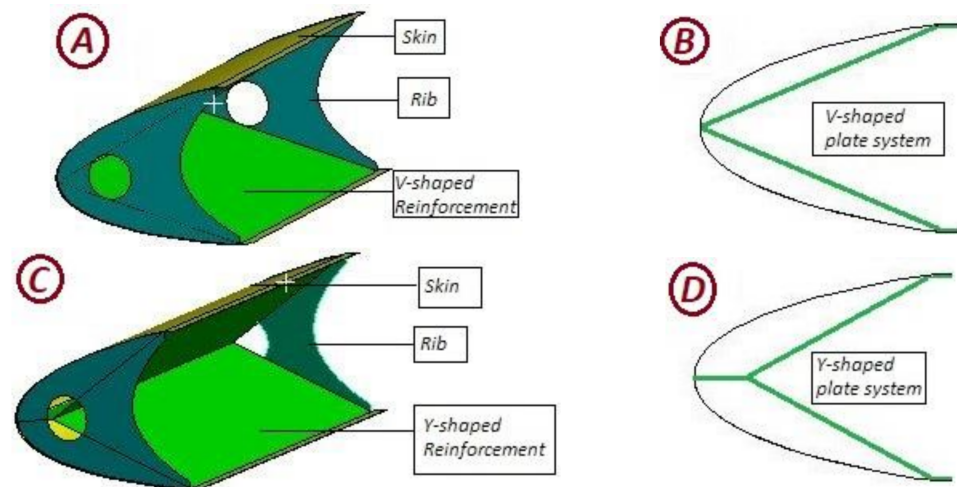 A
Skin
Rib
V-shaped
Reinforcement
B
V-shaped
plate system
C
Skin
Rib
Y-shaped
Reinforcement
D
Y-shaped
plate system